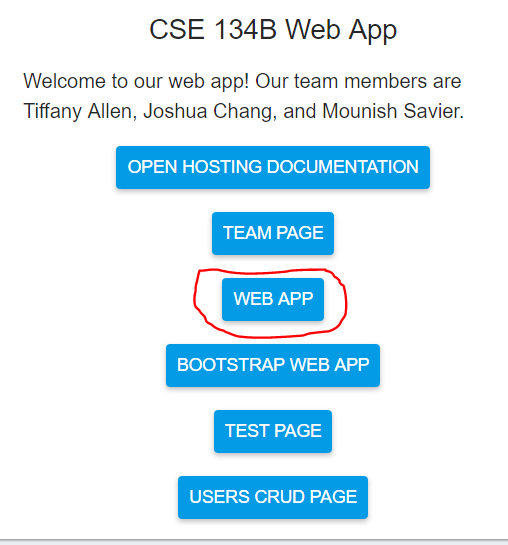 CSE 134B Web App
Welcome to our web app! Our team members are
Tiffany Allen, Joshua Chang, and Mounish Savier.
OPEN HOSTING DOCUMENTATION
TEAM PAGE
WEB APP
BOOTSTRAP WEB APP
TEST PAGE
USERS CRUD PAGE